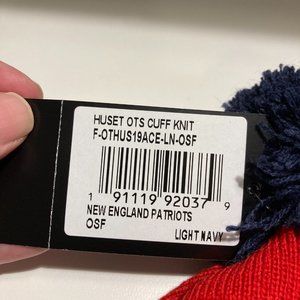 HUSET OTS CUFF KNIT
F-OTHUS19ACE-LN-OSF
1 91119 92037 9
NEW ENGLAND PATRIOTS
OSF LIGHT NAVY